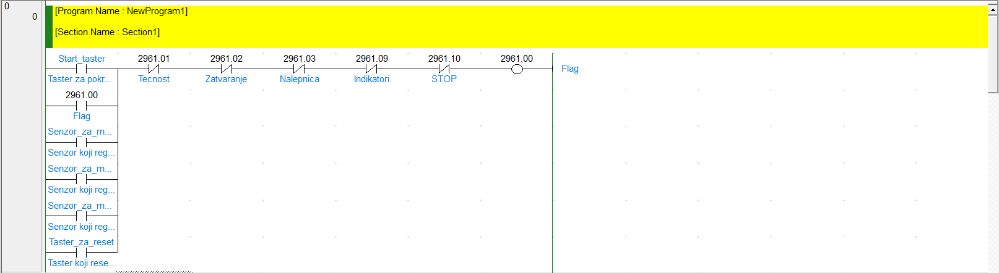 0
0
[Program Name : NewProgram1]
[Section Name : Section1]
Start_taster 2961.01 2961.02 2961.03 2961.09 2961.10 2961.00
Flag
Taster za pokr... Tecnost Zatvaranje Nalepnica Indikatori STOP
2961.00
Flag
Senzor_za_m...
Senzor koji reg...
Senzor_za_m...
Senzor koji reg...
Senzor_za_m...
Senzor koji reg...
Taster_za_reset
Taster koji rese...